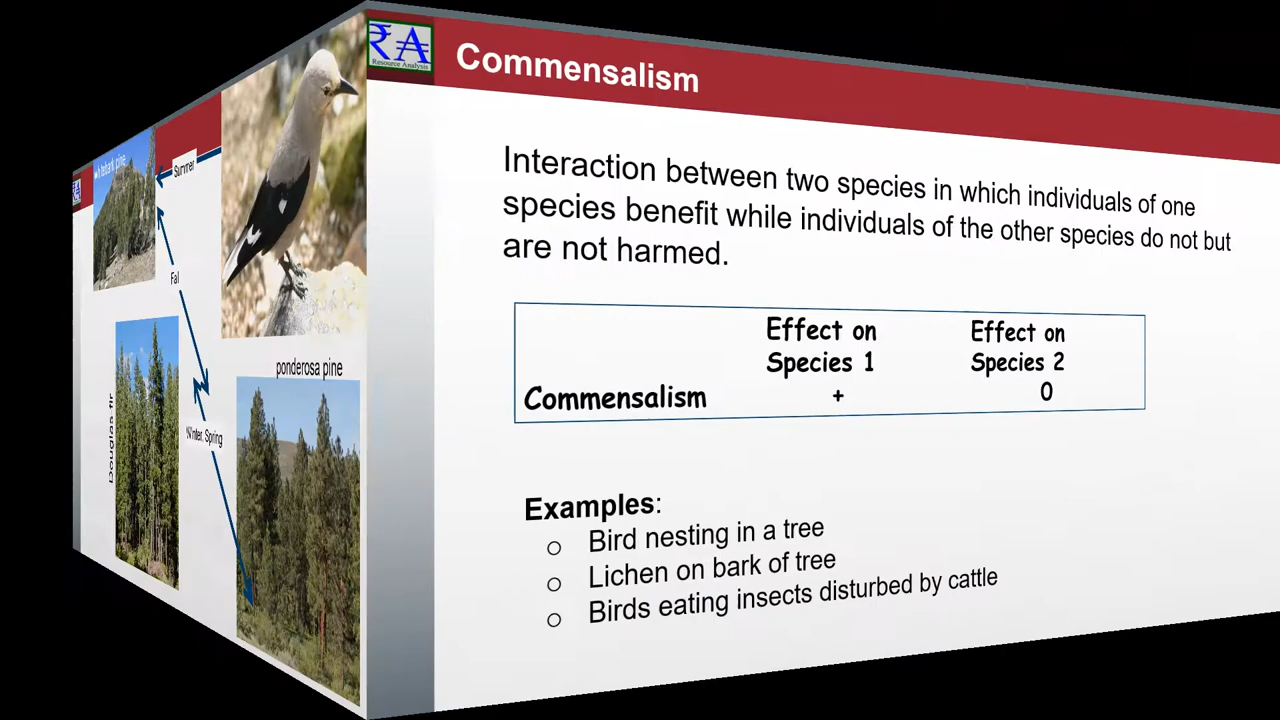 whitebark pine
Summer
Fal
Winter, Spring
Douglas-fir
ponderosa pine
RA
Resource Analysis
Commensalism
Interaction between two species in which individuals of one
species benefit while individuals of the other species do not but
are not harmed.
Effect on Effect on
Species 1 Species 2
Commensalism + 0
Examples:
o Bird nesting in a tree
o Lichen on bark of tree
o Birds eating insects disturbed by cattle